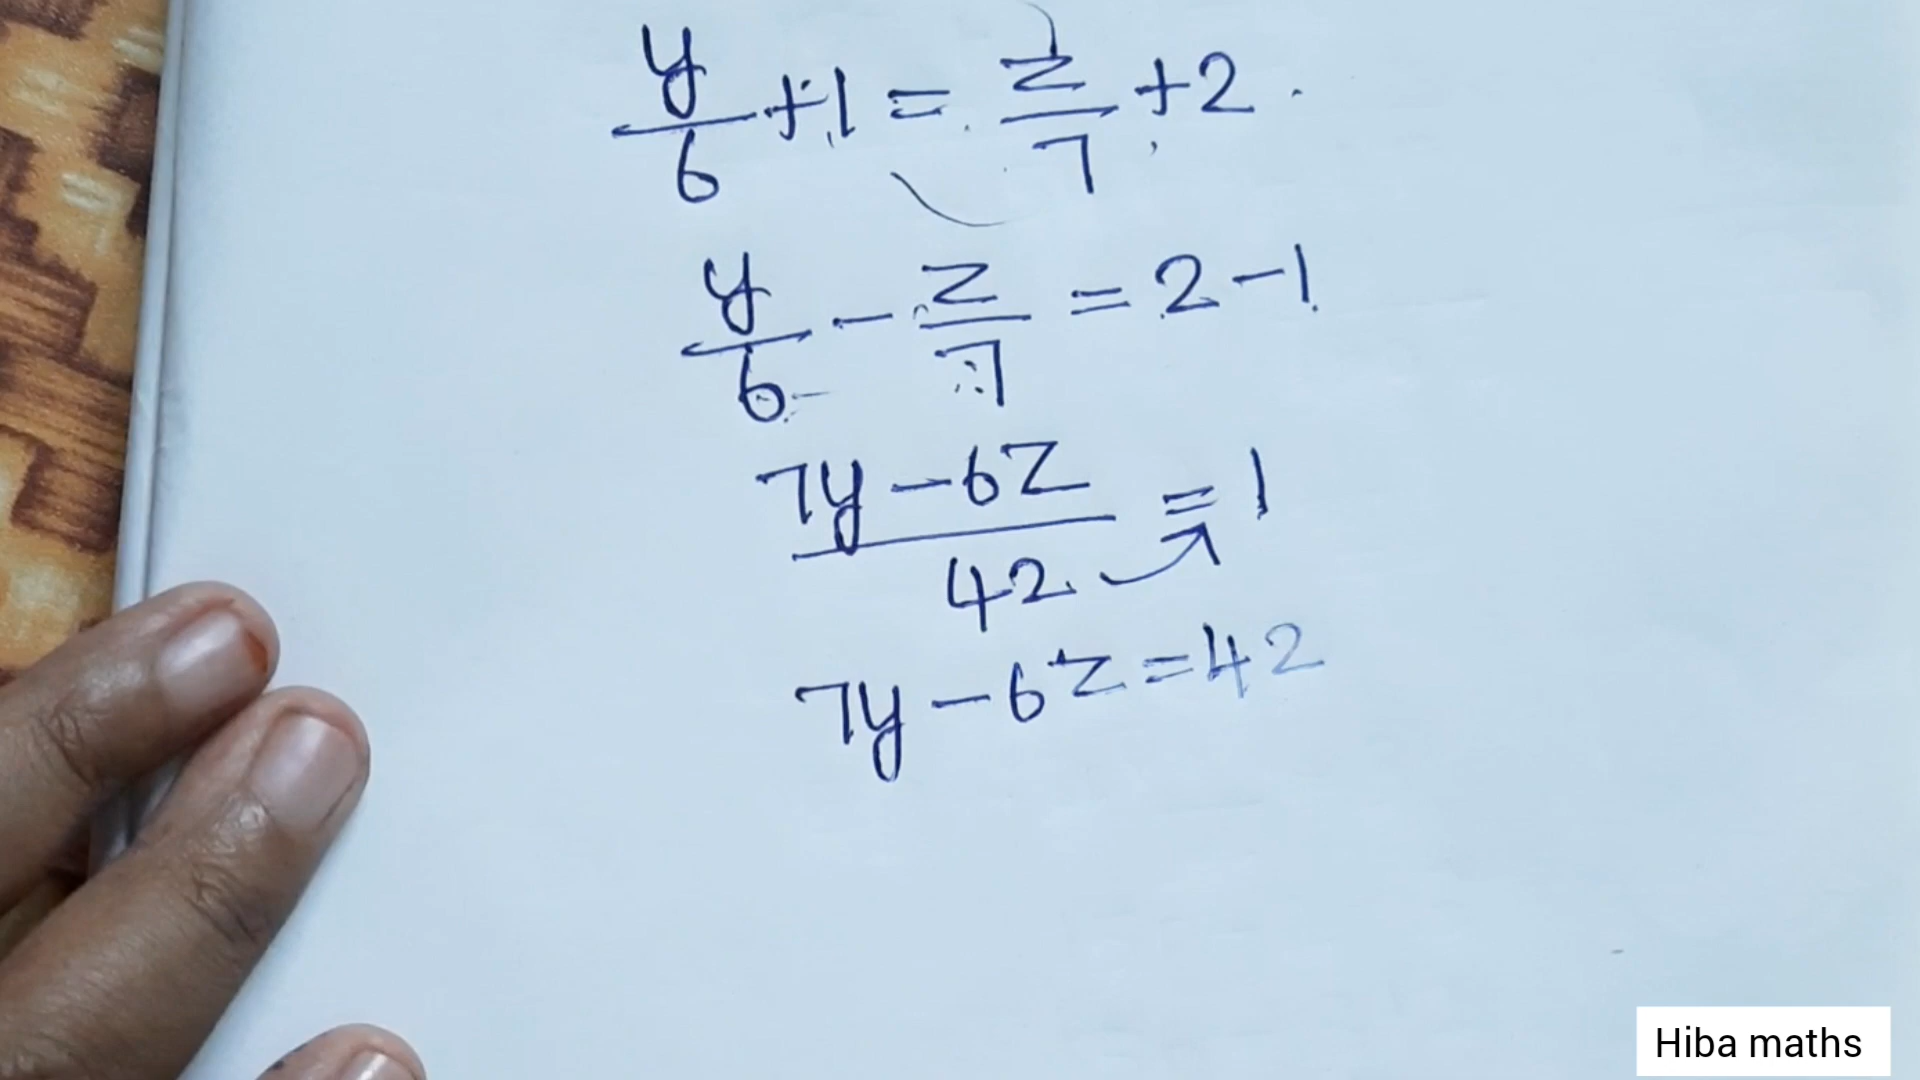 y/6 + 1 = z/7 + 2
y/6 - z/7 = 2 - 1
7y - 6z/42 = 1
7y - 6z = 42
Hiba maths